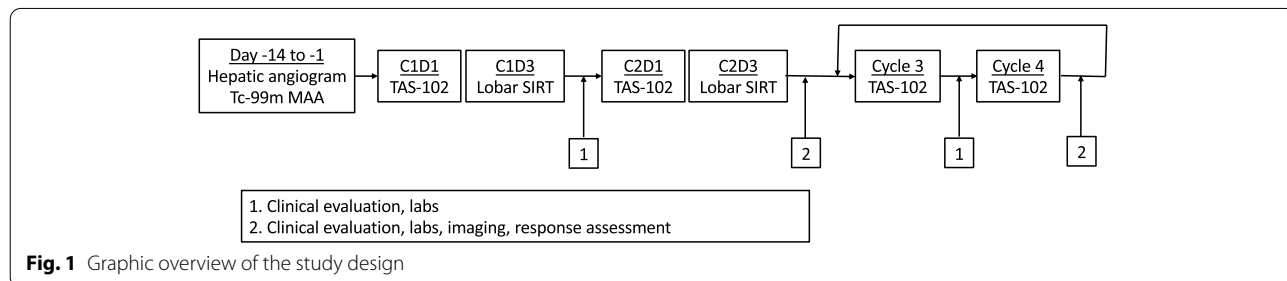 Day -14 to -1
Hepatic angiogram
Tc-99m MAA
C1D1
TAS-102
C1D3
Lobar SIRT
C2D1
TAS-102
C2D3
Lobar SIRT
Cycle 3
TAS-102
Cycle 4
TAS-102
1
2
1
2
1. Clinical evaluation, labs
2. Clinical evaluation, labs, imaging, response assessment
Fig. 1 Graphic overview of the study design